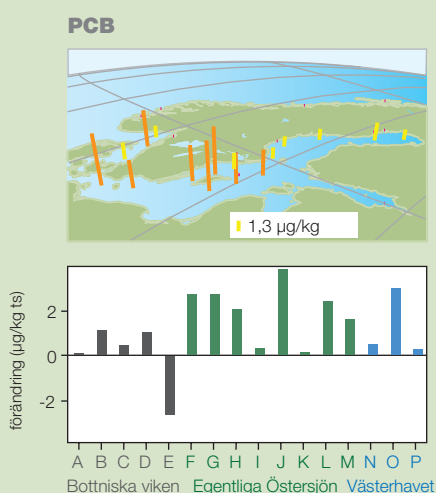 PCB
1,3 µg/kg
förändring (µg/kg ts)
2
0
-2
A B C D E F G H I J K L M N O P
Bottniska viken Egentliga Östersjön Västerhavet